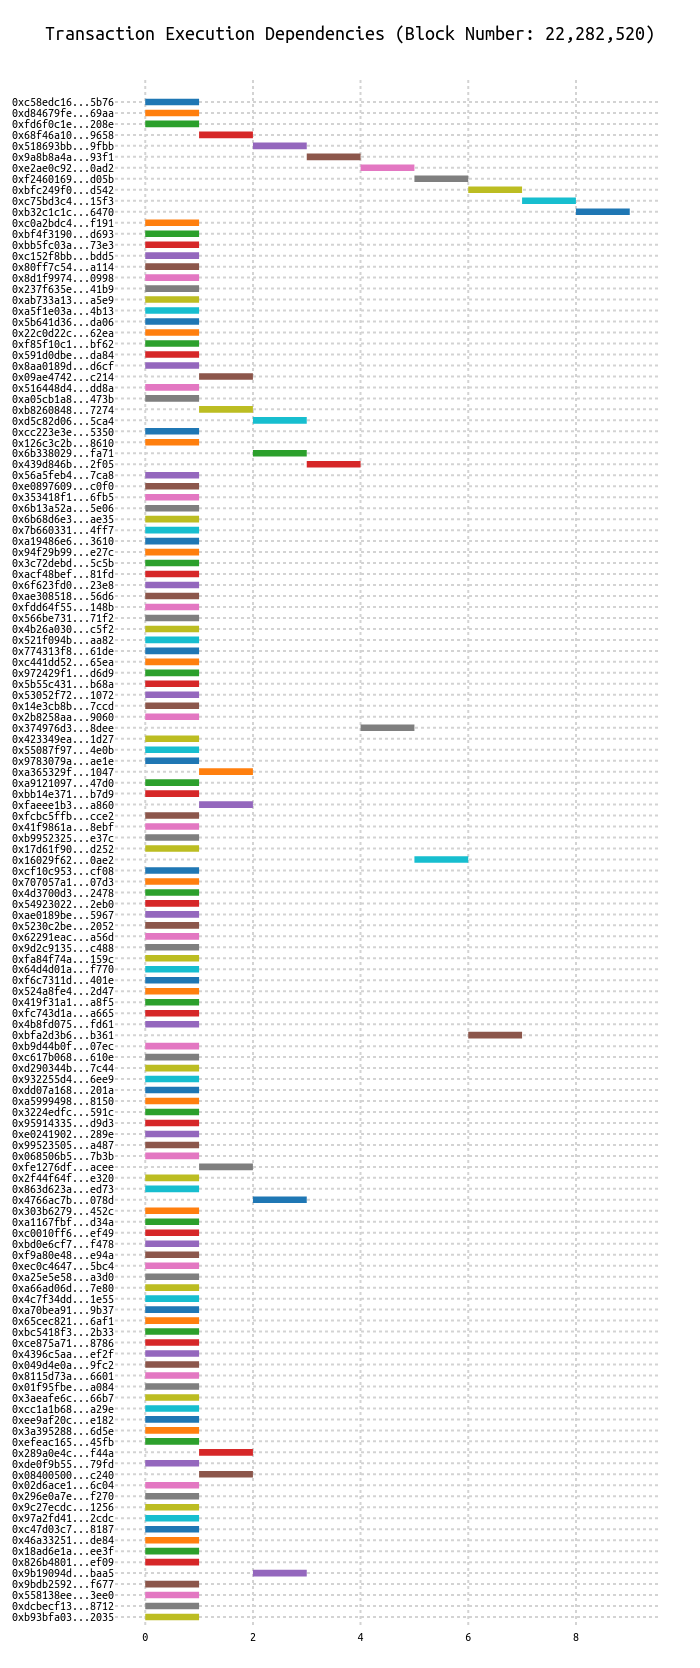 Transaction Execution Dependencies (Block Number: 22,282,520)
0xc58edc16...5b76
0xd84679fe...69aa
0xfd6f0c1e...208e
0x68f46a10...9658
0x518693bb...9fbb
0x9a8b8a4a...93f1
0xe2ae0c92...0ad2
0xf2460169...d05b
0xbfc249f0...d542
0xc75bd3c4...15f3
0xb32c1c1c...6470
0xc0a2bdc4...f191
0xbf4f3190...d693
0xbb5fc03a...73e3
0xc152f8bb...bdd5
0x80ff7c54...a114
0x8d1f9974...0998
0x237f635e...41b9
0xab733a13...a5e9
0xa5f1e03a...4b13
0x5b641d36...da06
0x22c0d22c...62ea
0xf85f10c1...bf62
0x591d0dbe...da84
0x8aa0189d...d6cf
0x09ae4742...c214
0x516448d4...dd8a
0xa05cb1a8...473b
0xb8260848...7274
0xd5c82d06...5ca4
0xcc223e3e...5350
0x126c3c2b...8610
0x6b338029...fa71
0x439d846b...2f05
0x56a5feb4...7ca8
0xe0897609...c0f0
0x353418f1...6fb5
0x6b13a52a...5e06
0x6b68d6e3...ae35
0x7b660331...4ff7
0xa19486e6...3610
0x94f29b99...e27c
0x3c72debd...5c5b
0xacf48bef...81fd
0x6f623fd0...23e8
0xae308518...56d6
0xfdd64f55...148b
0x566be731...71f2
0x4b26a030...c5f2
0x521f094b...aa82
0x774313f8...61de
0xc441dd52...65ea
0x972429f1...d6d9
0x5b55c431...b68a
0x53052f72...1072
0x14e3cb8b...7ccd
0x2b8258aa...9060
0x374976d3...8dee
0x423349ea...1d27
0x55087f97...4e0b
0x9783079a...ae1e
0xa365329f...1047
0xa9121097...47d0
0xbb14e371...b7d9
0xfaeee1b3...a860
0xfcbc5ffb...cce2
0x41f9861a...8ebf
0xb9952325...e37c
0x17d61f90...d252
0x16029f62...0ae2
0xcf10c953...cf08
0x707057a1...07d3
0x4d3700d3...2478
0x54923022...2eb0
0xae0189be...5967
0x5230c2be...2052
0x62291eac...a56d
0x9d2c9135...c488
0xfa84f74a...159c
0x64d4d01a...f770
0xf6c7311d...401e
0x524a8fe4...2d47
0x419f31a1...a8f5
0xfc743d1a...a665
0x4b8fd075...fd61
0xbfa2d3b6...b361
0xb9d44b0f...07ec
0xc617b068...610e
0xd290344b...7c44
0x932255d4...6ee9
0xdd07a168...201a
0xa5999498...8150
0x3224edfc...591c
0x95914335...d9d3
0xe0241902...289e
0x99523505...a487
0x068506b5...7b3b
0xfe1276df...acee
0x2f44f64f...e320
0x863d623a...ed73
0x4766ac7b...078d
0x303b6279...452c
0xa1167fbf...d34a
0xc0010ff6...ef49
0xbd0e6cf7...f478
0xf9a80e48...e94a
0xec0c4647...5bc4
0xa25e5e58...a3d0
0xa66ad06d...7e80
0x4c7f34dd...1e55
0xa70bea91...9b37
0x65cec821...6af1
0xbc5418f3...2b33
0xce875a71...8786
0x4396c5aa...ef2f
0x049d4e0a...9fc2
0x8115d73a...6601
0x01f95fbe...a084
0x3aeafe6c...66b7
0xcc1a1b68...a29e
0xee9af20c...e182
0x3a395288...6d5e
0xefeac165...45fb
0x289a0e4c...f44a
0xde0f9b55...79fd
0x08400500...c240
0x02d6ace1...6c04
0x296e0a7e...f270
0x9c27ecdc...1256
0x97a2fd41...2cdc
0xc47d03c7...8187
0x46a33251...de84
0x18ad6e1a...ee3f
0x826b4801...ef09
0x9b19094d...baa5
0x9bdb2592...f677
0x558138ee...3ee0
0xdcbecf13...8712
0xb93bfa03...2035
0 2 4 6 8